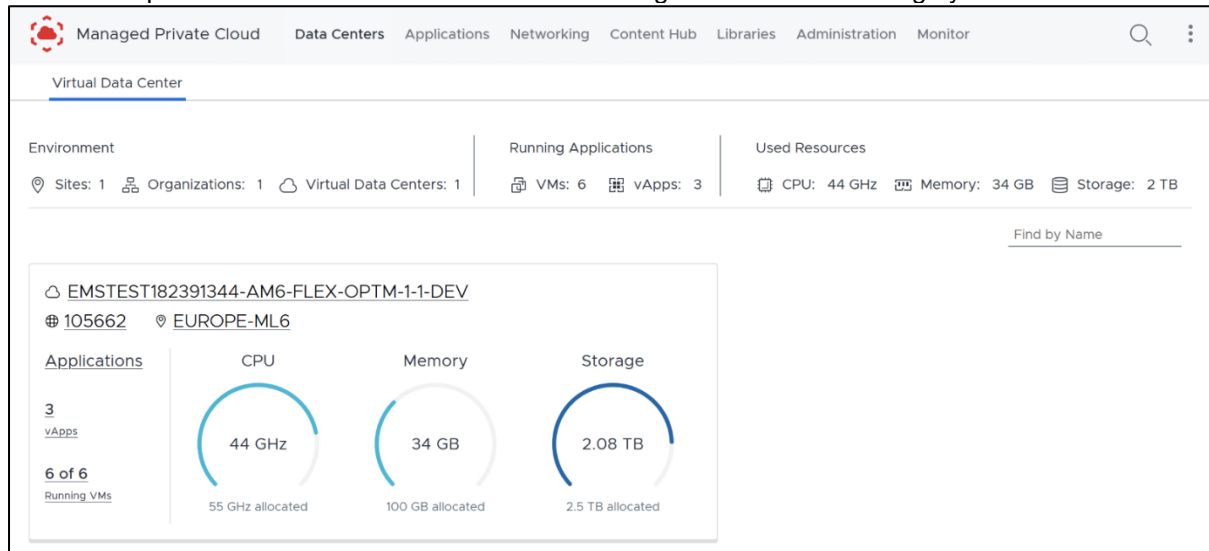 Managed Private Cloud Data Centers Applications Networking Content Hub Libraries Administration Monitor
Virtual Data Center
Environment Running Applications Used Resources
Sites: 1 Organizations: 1 Virtual Data Centers: 1 VMs: 6 vApps: 3 CPU: 44 GHz Memory: 34 GB Storage: 2 TB
Find by Name
EMSTEST182391344-AM6-FLEX-OPTM-1-1-DEV
105662 EUROPE-ML6
Applications CPU Memory Storage
3
vApps
44 GHz 34 GB 2.08 TB
6 of 6
Running VMs
55 GHz allocated 100 GB allocated 2.5 TB allocated